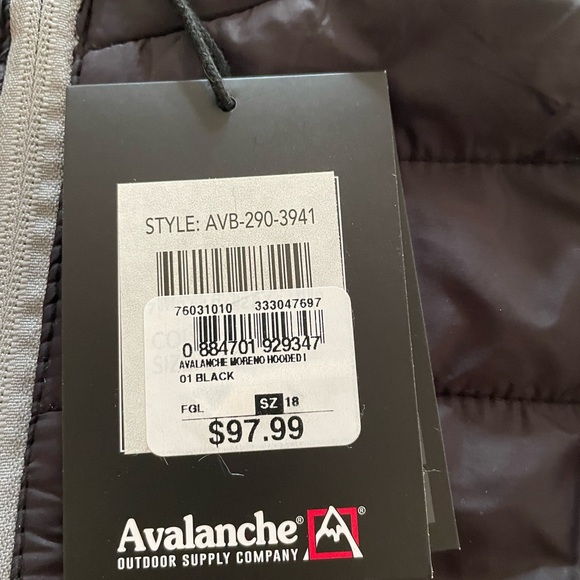 STYLE: AVB-290-3941
76031010 333047697
0 884701 929347
AVALANCHE MORENO HOODED I
01 BLACK
FGL SZ 18
$97.99
Avalanche®
OUTDOOR SUPPLY COMPANY ®